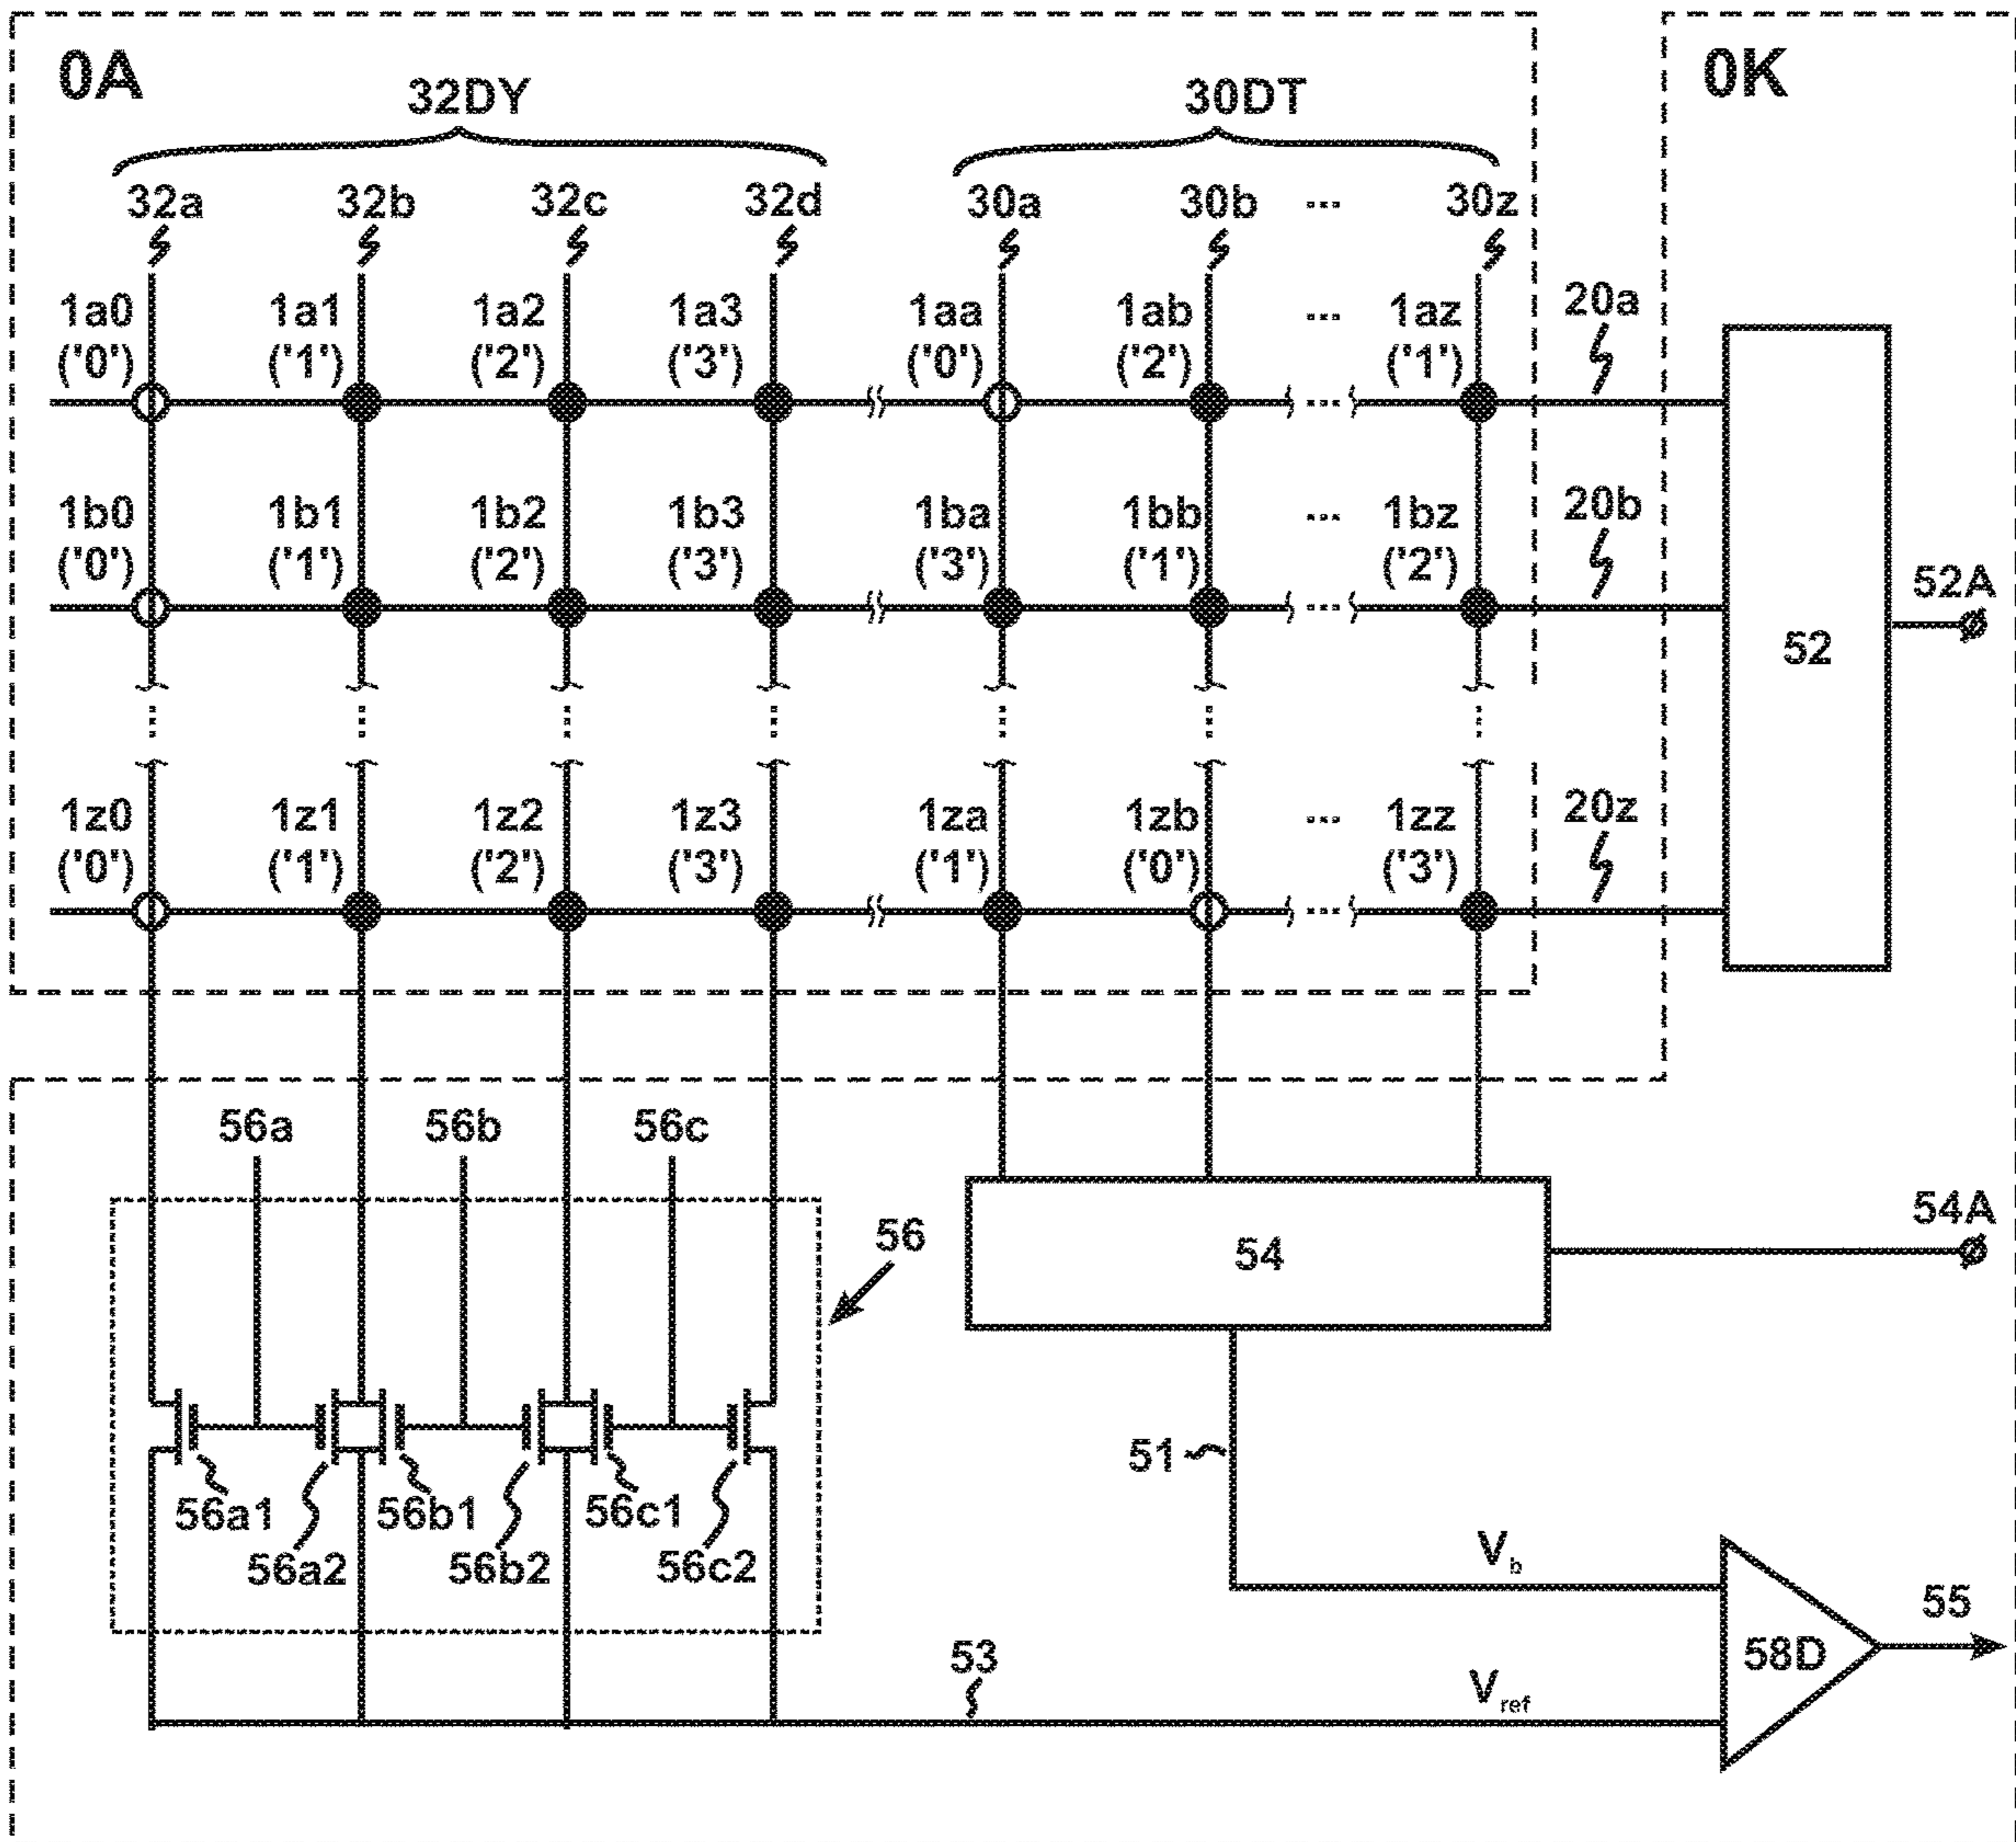 0A 0K
32DY 30DT
32a 32b 32c 32d 30a 30b ... 30z
1a0 1a1 1a2 1a3 1aa 1ab ... 1az 20a
('0') ('1') ('2') ('3') ('0') ('2') ('1')
...
1b0 1b1 1b2 1b3 1ba 1bb ... 1bz 20b
('0') ('1') ('2') ('3') ('3') ('1') ('2')
...
52A
52
... ... ... ... ... ... ...
1z0 1z1 1z2 1z3 1za 1zb ... 1zz 20z
('0') ('1') ('2') ('3') ('1') ('0') ('3')
...
56a 56b 56c
56
54
54A
51
56a1 56b1 56c1
56a2 56b2 56c2
Vb
55
58D
53
Vref